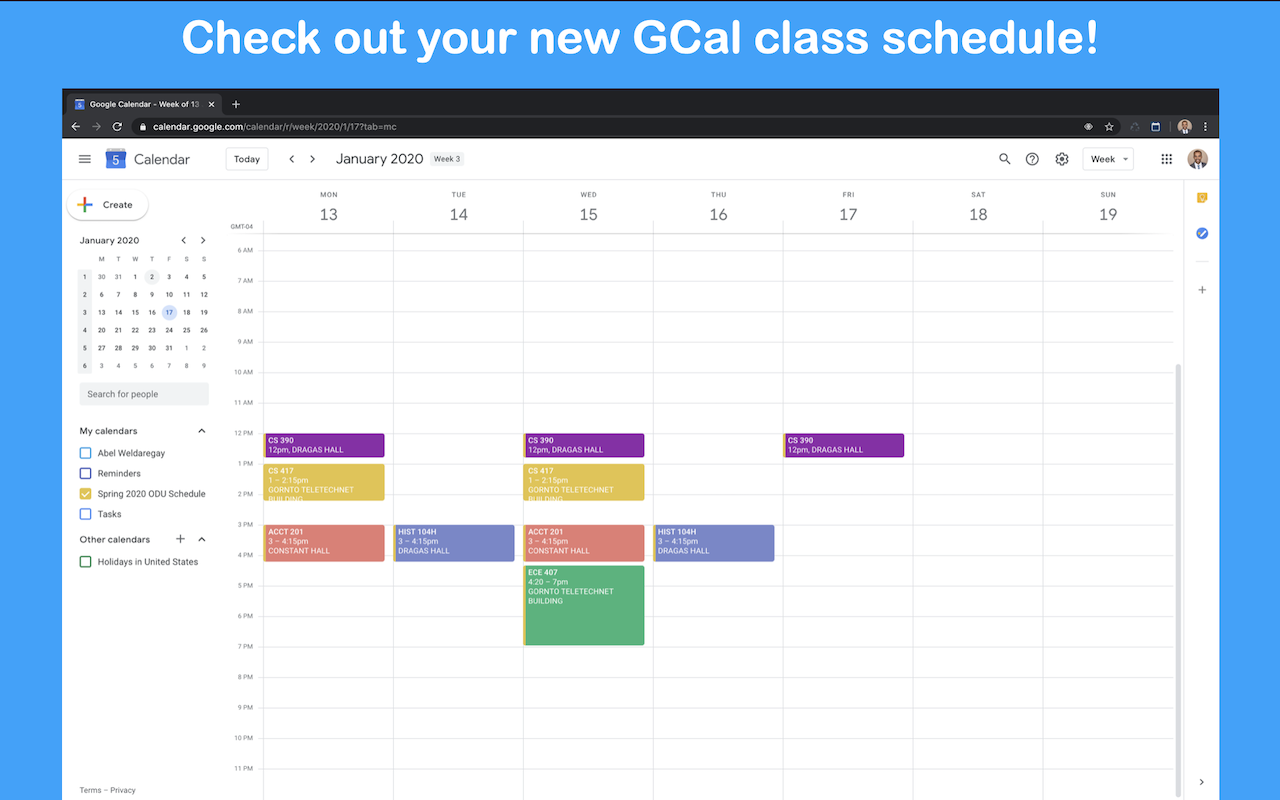 Check out your new GCal class schedule!
Google Calendar - Week of 13
calendar.google.com/calendar/r/week/2020/1/17?tab=mc
5 Calendar
Today
January 2020 Week 3
Week
Create
January 2020
M T W T F S S
1 30 31 1 2 3 4 5
2 6 7 8 9 10 11 12
3 13 14 15 16 17 18 19
4 20 21 22 23 24 25 26
5 27 28 29 30 31 1 2
6 3 4 5 6 7 8 9
Search for people
My calendars
Abel Weldaregay
Reminders
Spring 2020 ODU Schedule
Tasks
Other calendars
Holidays in United States
Terms – Privacy
MON TUE WED THU FRI SAT SUN
13 14 15 16 17 18 19
GMT-04
6 AM
7 AM
8 AM
9 AM
10 AM
11 AM
12 PM
1 PM
2 PM
3 PM
4 PM
5 PM
6 PM
7 PM
8 PM
9 PM
10 PM
11 PM
CS 390
12pm, DRAGAS HALL
CS 417
1 – 2:15pm
GORNTO TELETECHNET
BUILDING
ACCT 201
3 – 4:15pm
CONSTANT HALL
HIST 104H
3 – 4:15pm
DRAGAS HALL
CS 390
12pm, DRAGAS HALL
CS 417
1 – 2:15pm
GORNTO TELETECHNET
BUILDING
ACCT 201
3 – 4:15pm
CONSTANT HALL
ECE 407
4:20 – 7pm
GORNTO TELETECHNET
BUILDING
HIST 104H
3 – 4:15pm
DRAGAS HALL
CS 390
12pm, DRAGAS HALL